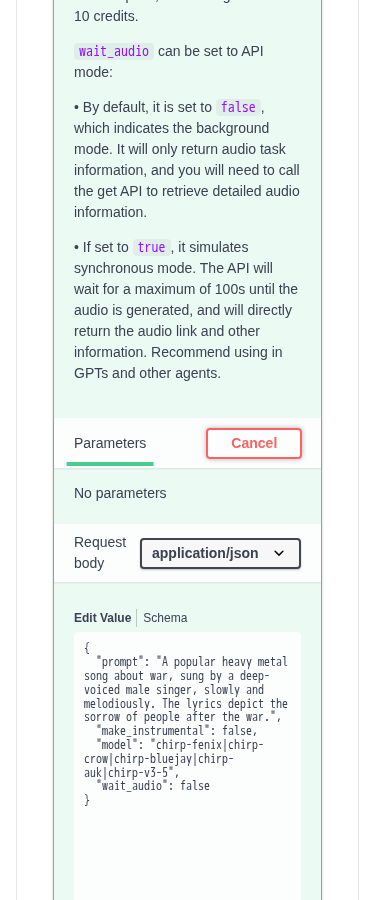 10 credits.
wait_audio can be set to API
mode:
• By default, it is set to false,
which indicates the background
mode. It will only return audio task
information, and you will need to call
the get API to retrieve detailed audio
information.
• If set to true, it simulates
synchronous mode. The API will
wait for a maximum of 100s until the
audio is generated, and will directly
return the audio link and other
information. Recommend using in
GPTs and other agents.
Parameters
Cancel
No parameters
Request
body
application/json
Edit Value
Schema
{
"prompt": "A popular heavy metal
song about war, sung by a deep-
voiced male singer, slowly and
melodiously. The lyrics depict the
sorrow of people after the war.",
"make_instrumental": false,
"model": "chirp-fenix|chirp-
crow|chirp-bluejay|chirp-
auk|chirp-v3-5",
"wait_audio": false
}